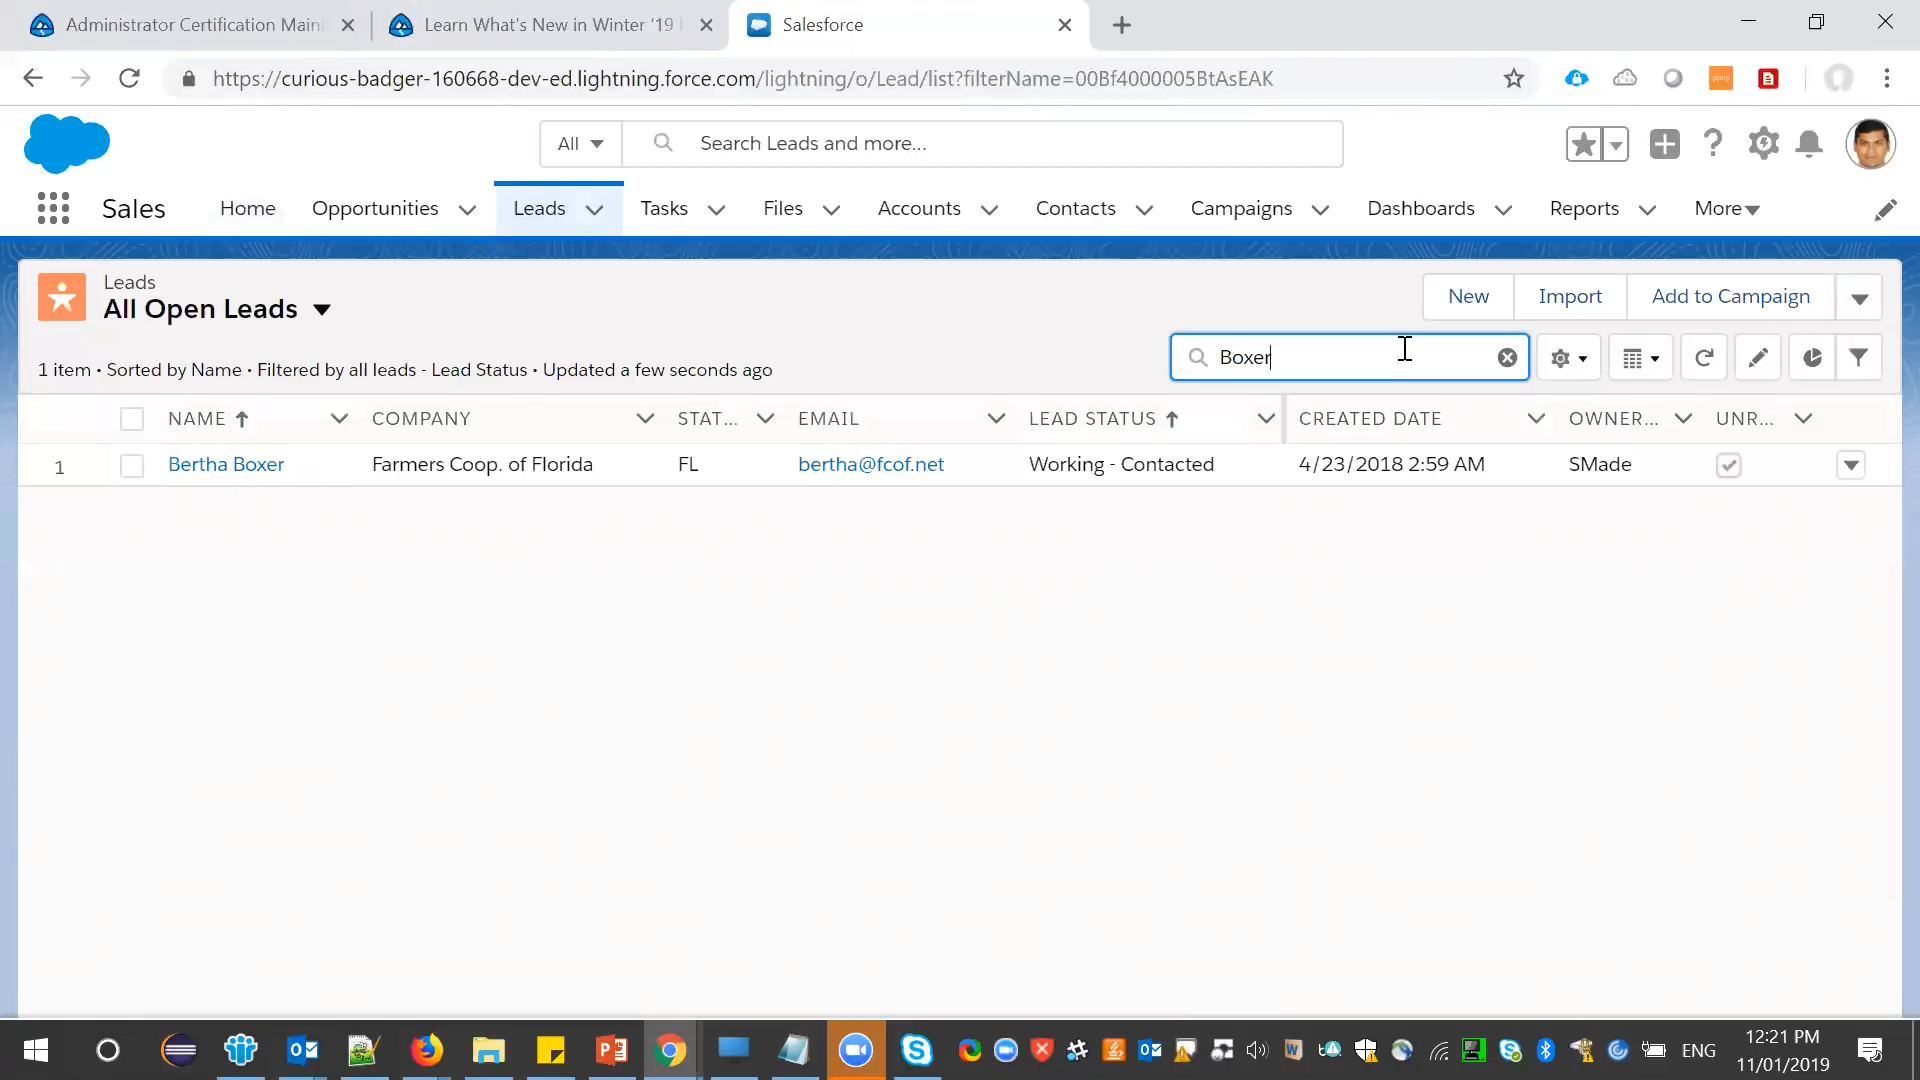 Administrator Certification Main
Learn What's New in Winter '19
Salesforce
https://curious-badger-160668-dev-ed.lightning.force.com/lightning/o/Lead/list?filterName=00Bf4000005BtAsEAK
All
Search Leads and more...
Sales
Home
Opportunities
Leads
Tasks
Files
Accounts
Contacts
Campaigns
Dashboards
Reports
More
Leads
All Open Leads
New
Import
Add to Campaign
1 item • Sorted by Name • Filtered by all leads - Lead Status • Updated a few seconds ago
Boxer
NAME COMPANY STAT... EMAIL LEAD STATUS CREATED DATE OWNER... UNR...
1 Bertha Boxer Farmers Coop. of Florida FL bertha@fcof.net Working - Contacted 4/23/2018 2:59 AM SMade
ENG
12:21 PM
11/01/2019